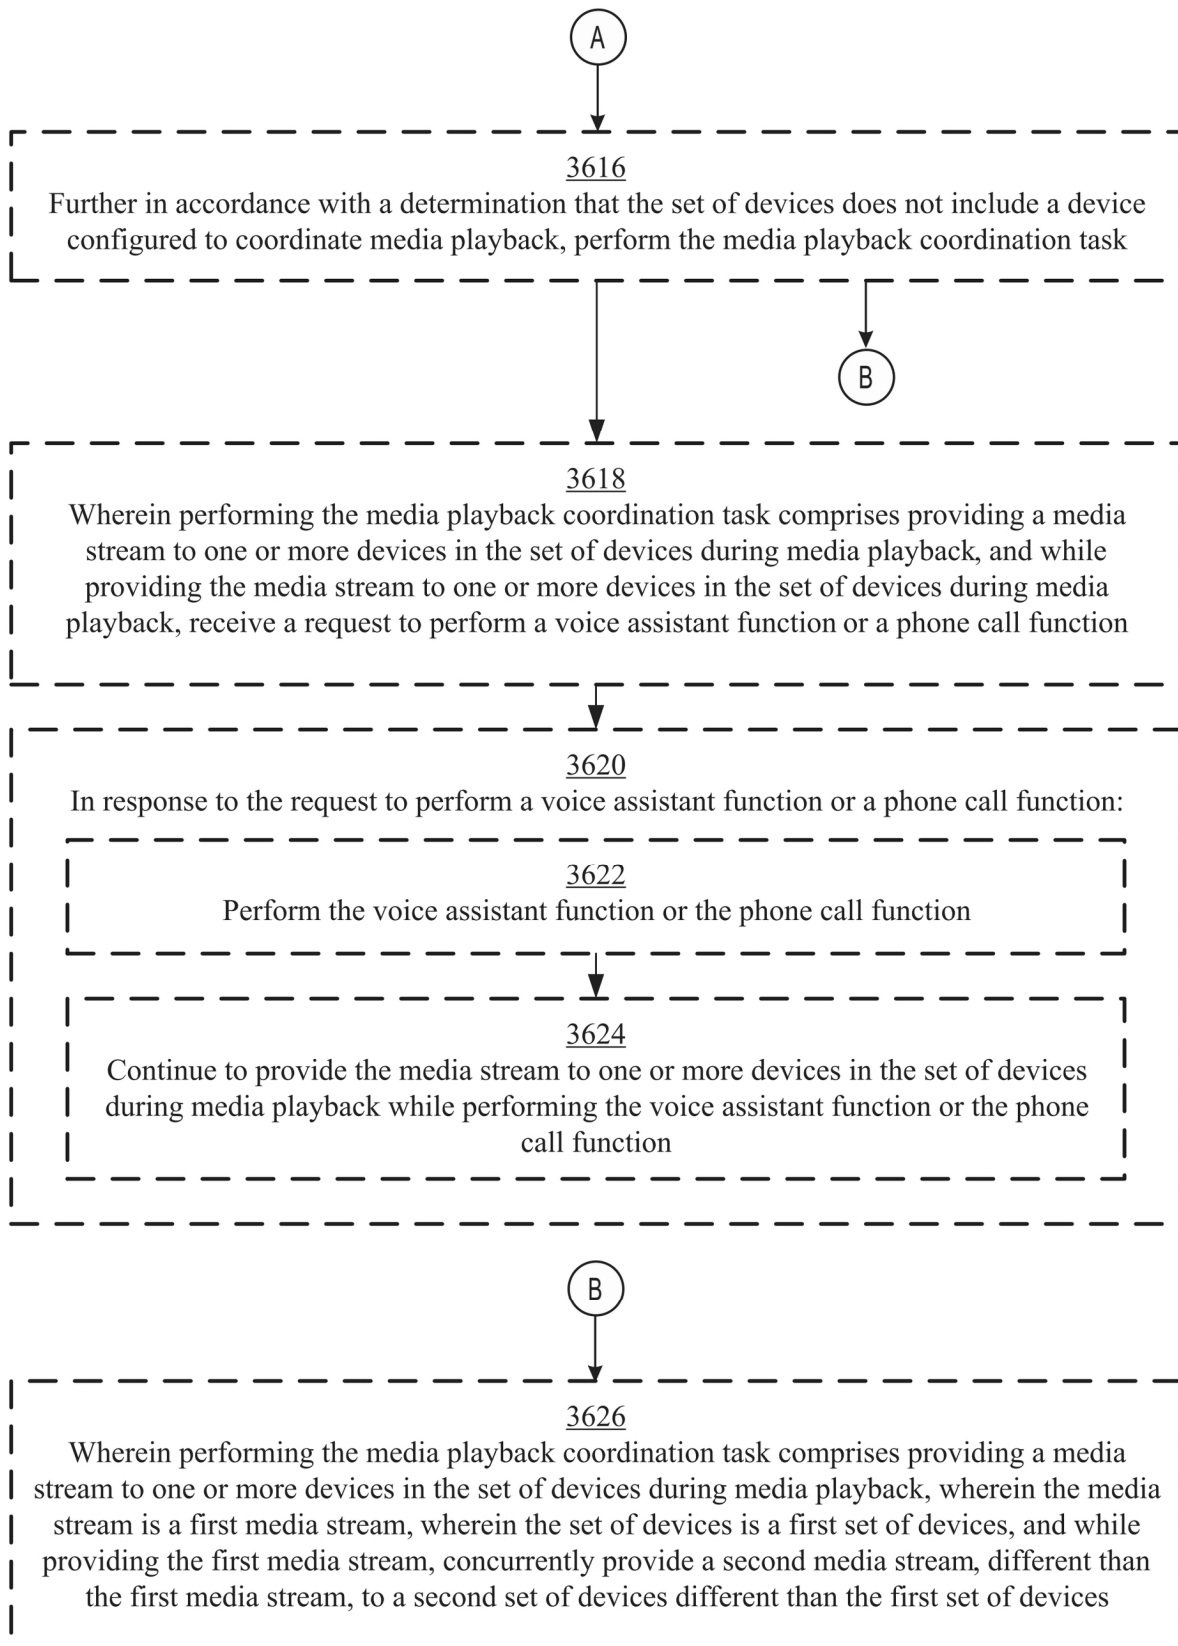 A
3616
Further in accordance with a determination that the set of devices does not include a device
configured to coordinate media playback, perform the media playback coordination task
B
3618
Wherein performing the media playback coordination task comprises providing a media
stream to one or more devices in the set of devices during media playback, and while
providing the media stream to one or more devices in the set of devices during media
playback, receive a request to perform a voice assistant function or a phone call function
3620
In response to the request to perform a voice assistant function or a phone call function:
3622
Perform the voice assistant function or the phone call function
3624
Continue to provide the media stream to one or more devices in the set of devices
during media playback while performing the voice assistant function or the phone
call function
B
3626
Wherein performing the media playback coordination task comprises providing a media
stream to one or more devices in the set of devices during media playback, wherein the media
stream is a first media stream, wherein the set of devices is a first set of devices, and while
providing the first media stream, concurrently provide a second media stream, different than
the first media stream, to a second set of devices different than the first set of devices